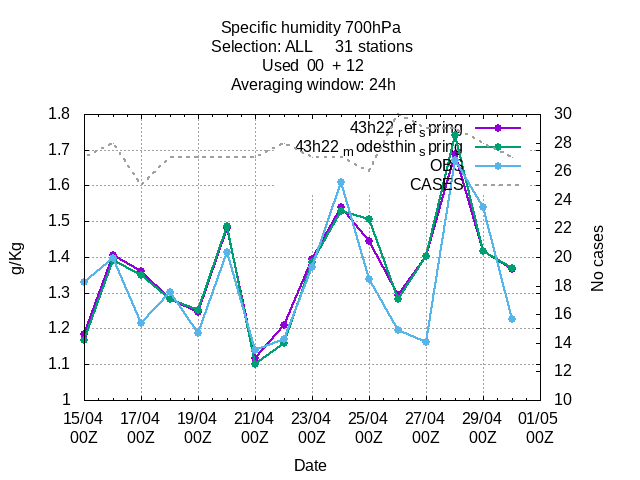 Specific humidity 700hPa
Selection: ALL 31 stations
Used 00 + 12
Averaging window: 24h
1.8
1.7
1.6
1.5
1.4
1.3
1.2
1.1
1
g/Kg
30
28
26
24
22
20
18
16
14
12
10
No cases
43h22_ref_spring
43h22_modesthin_spring
OBS
CASES
15/04 17/04 19/04 21/04 23/04 25/04 27/04 29/04 01/05
00Z 00Z 00Z 00Z 00Z 00Z 00Z 00Z 00Z
Date